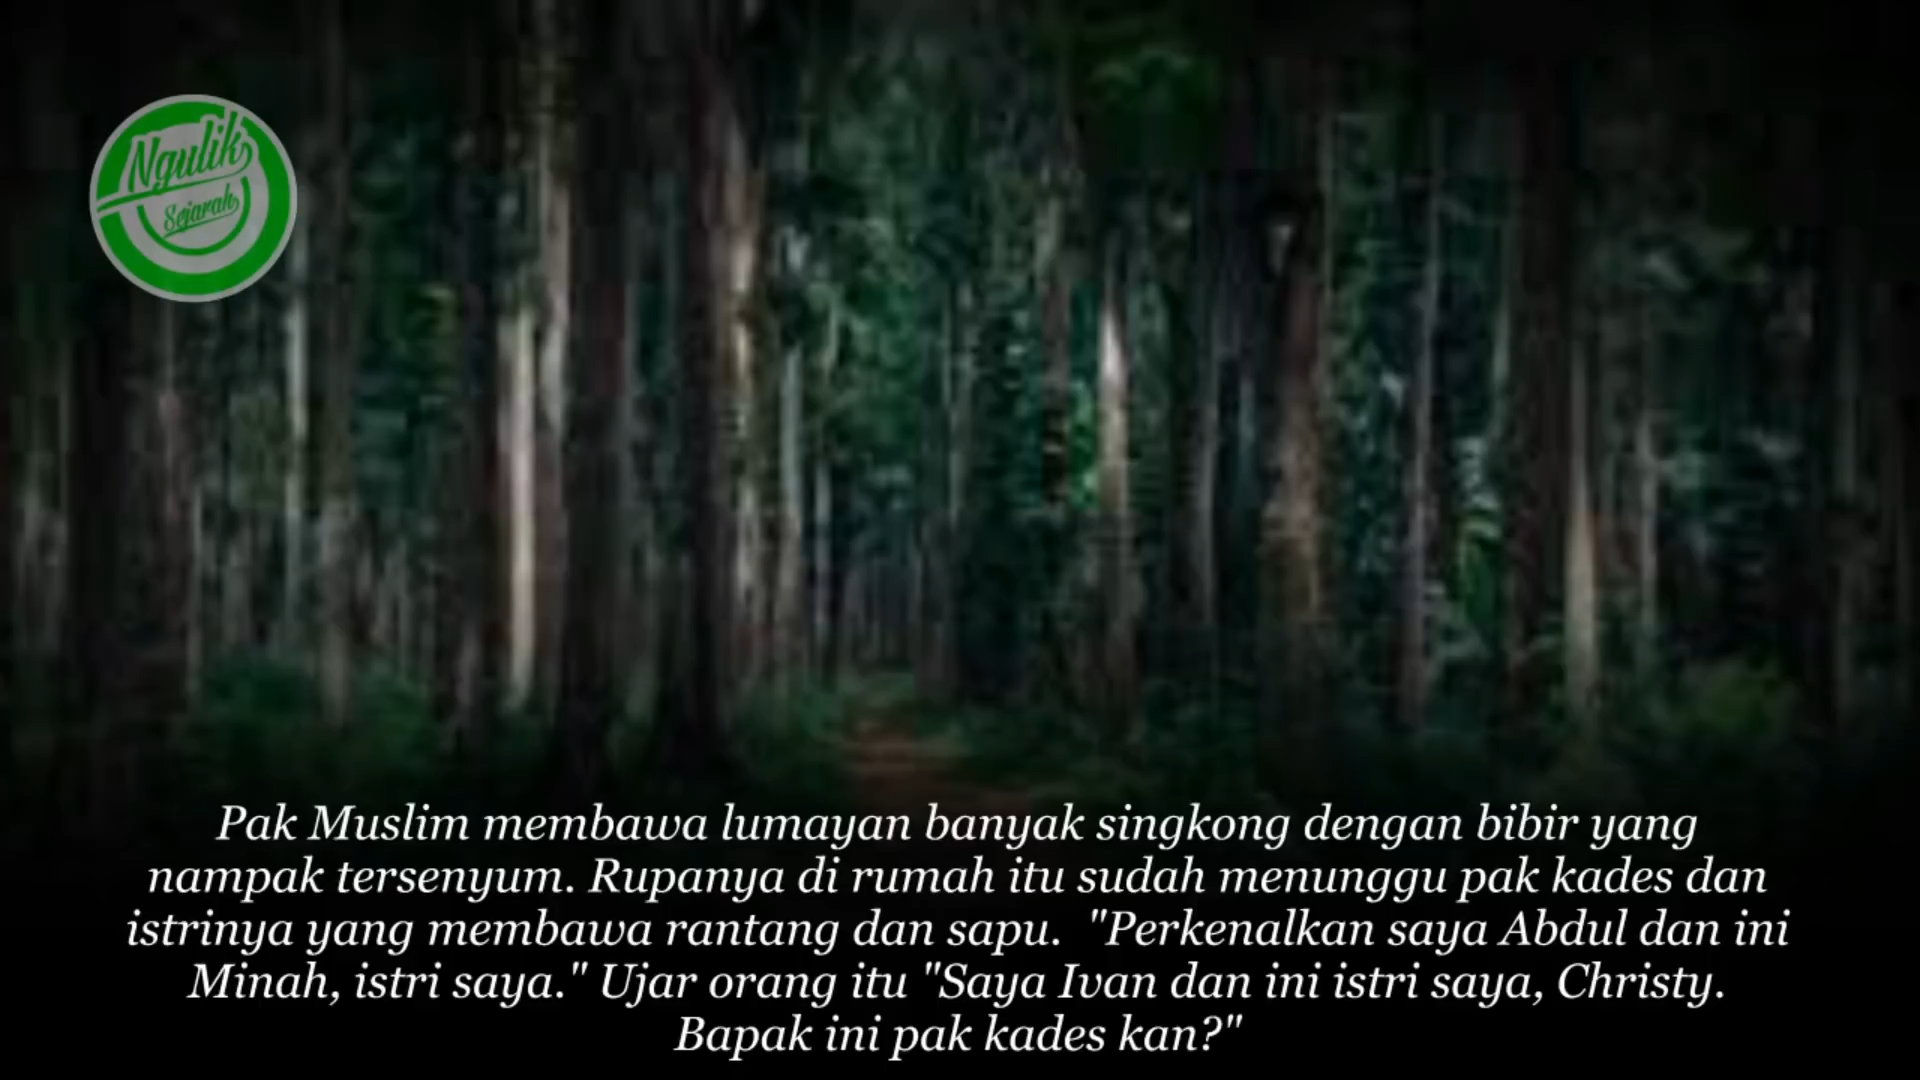 Ngulik
Sejarah
Pak Muslim membawa lumayan banyak singkong dengan bibir yang
nampak tersenyum. Rupanya di rumah itu sudah menunggu pak kades dan
istrinya yang membawa rantang dan sapu.  "Perkenalkan saya Abdul dan ini
Minah, istri saya." Ujar orang itu "Saya Ivan dan ini istri saya, Christy.
Bapak ini pak kades kan?"